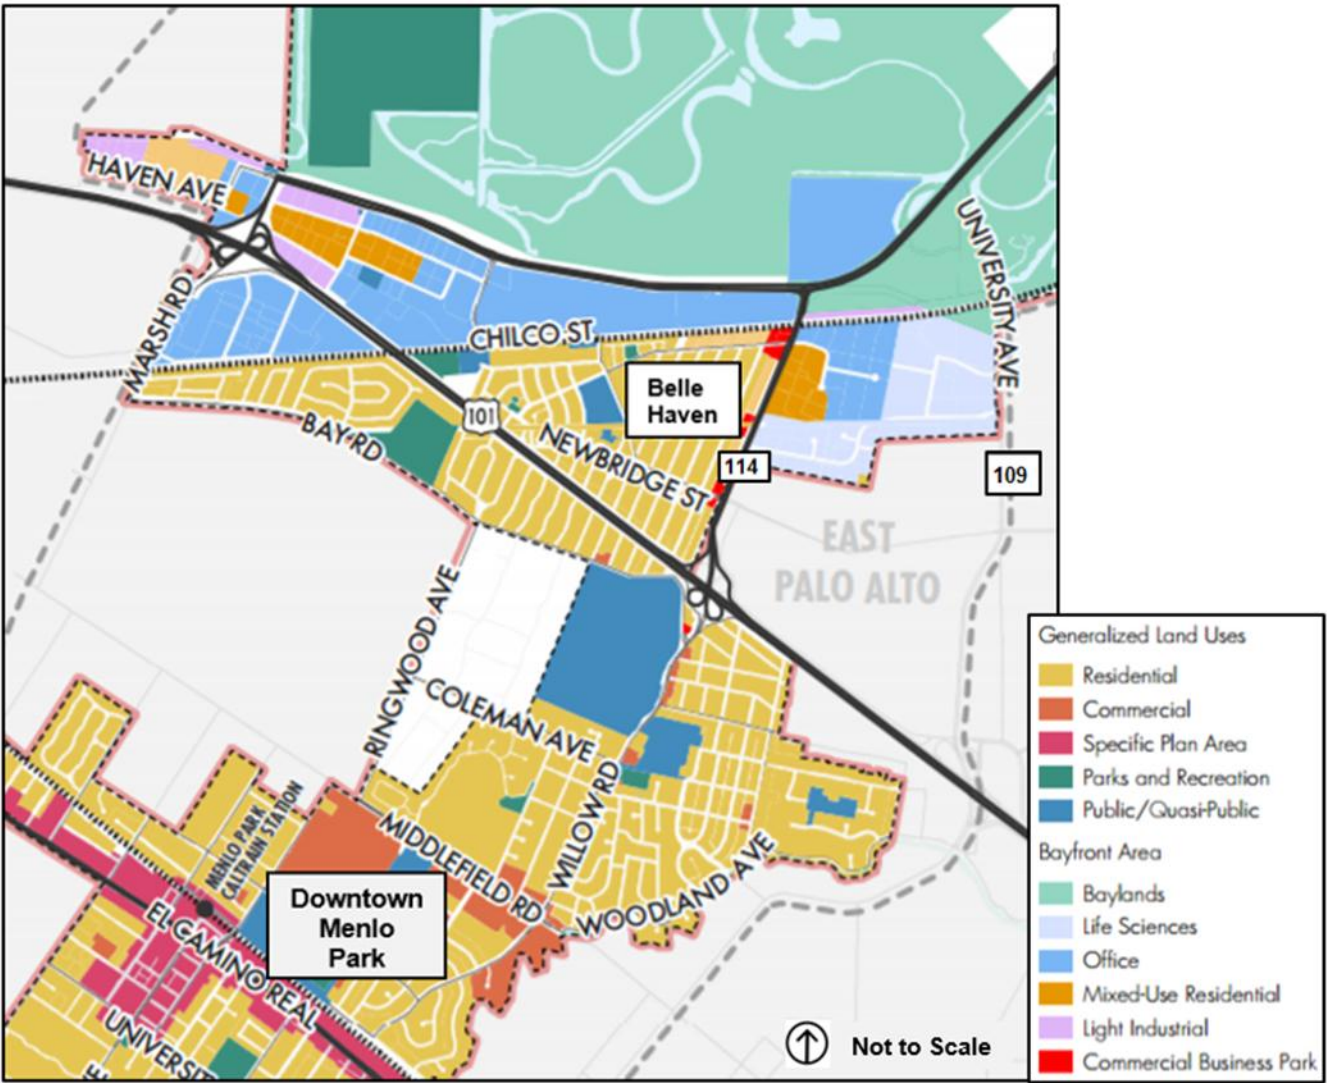 HAVEN AVE
UNIVERSITY AVE
MARSH RD
CHILCO ST
Belle
Haven
101
BAY RD
NEWBRIDGE ST
114
109
EAST
PALO ALTO
RINGWOOD AVE
COLEMAN AVE
WILLOW RD
MENLO PARK
CALTRAIN STATION
MIDDLEFIELD RD
WOODLAND AVE
Downtown
Menlo
Park
EL CAMINO REAL
Not to Scale
Generalized Land Uses
Residential
Commercial
Specific Plan Area
Parks and Recreation
Public/Quasi-Public
Bayfront Area
Baylands
Life Sciences
Office
Mixed-Use Residential
Light Industrial
Commercial Business Park